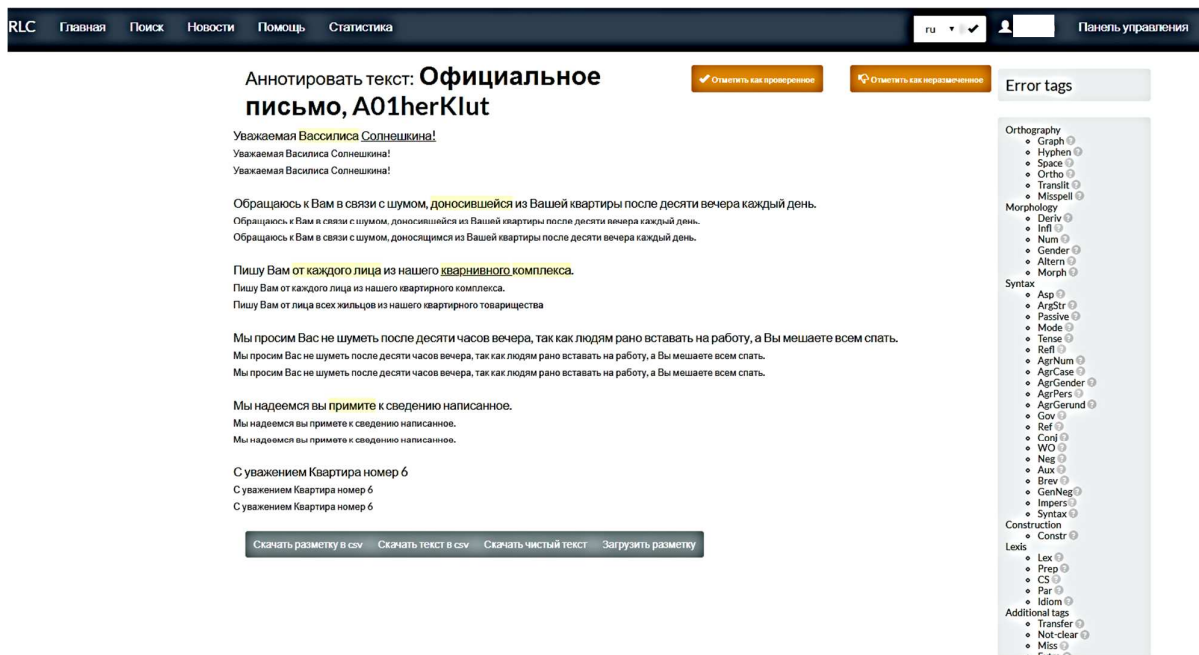 RLC Главная Поиск Новости Помощь Статистика ru Панель управления
Аннотировать текст: Официальное
письмо, A01herKlut
Отметить как проверенное
Отметить как неразмеченное
Уважаемая Вассилиса Солнешкина!
Уважаемая Василиса Солнешкина!
Уважаемая Василиса Солнешкина!
Обращаюсь к Вам в связи с шумом, доносившейся из Вашей квартиры после десяти вечера каждый день.
Обращаюсь к Вам в связи с шумом, доносившейся из Вашей квартиры после десяти вечера каждый день.
Обращаюсь к Вам в связи с шумом, доносящимся из Вашей квартиры после десяти вечера каждый день.
Пишу Вам от каждого лица из нашего кварнивного комплекса.
Пишу Вам от каждого лица из нашего квартирного комплекса.
Пишу Вам от лица всех жильцов из нашего квартирного товарищества
Мы просим Вас не шуметь после десяти часов вечера, так как людям рано вставать на работу, а Вы мешаете всем спать.
Мы просим Вас не шуметь после десяти часов вечера, так как людям рано вставать на работу, а Вы мешаете всем спать.
Мы просим Вас не шуметь после десяти часов вечера, так как людям рано вставать на работу, а Вы мешаете всем спать.
Мы надеемся вы примите к сведению написанное.
Мы надеемся вы примете к сведению написанное.
Мы надеемся вы примете к сведению написанное.
С уважением Квартира номер 6
С уважением Квартира номер 6
С уважением Квартира номер 6
Скачать разметку в csv Скачать текст в csv Скачать чистый текст Загрузить разметку
Error tags
Orthography
Graph
Hyphen
Space
Ortho
Translit
Misspell
Morphology
Deriv
Infl
Num
Gender
Altern
Morph
Syntax
Asp
ArgStr
Passive
Mode
Tense
Refl
AgrNum
AgrCase
AgrGender
AgrPers
AgrGerund
Gov
Ref
Conj
WO
Neg
Aux
Brev
GenNeg
Impers
Syntax
Construction
Constr
Lexis
Lex
Prep
CS
Par
Idiom
Additional tags
Transfer
Not-clear
Miss